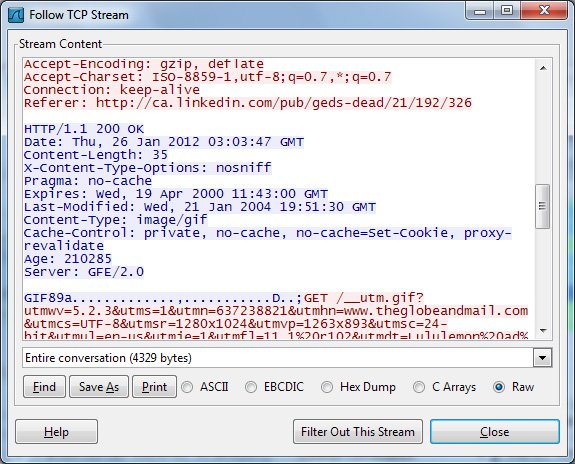 Follow TCP Stream
Stream Content
Accept-Encoding: gzip, deflate
Accept-Charset: ISO-8859-1,utf-8;q=0.7,*;q=0.7
Connection: keep-alive
Referer: http://ca.linkedin.com/pub/geds-dead/21/192/326
HTTP/1.1 200 OK
Date: Thu, 26 Jan 2012 03:03:47 GMT
Content-Length: 35
X-Content-Type-Options: nosniff
Pragma: no-cache
Expires: Wed, 19 Apr 2000 11:43:00 GMT
Last-Modified: Wed, 21 Jan 2004 19:51:30 GMT
Content-Type: image/gif
Cache-Control: private, no-cache, no-cache=Set-Cookie, proxy-
revalidate
Age: 210285
Server: GFE/2.0
GIF89a.............,...........D..;GET /__utm.gif?
utmwv=5.2.3&utms=1&utmn=637238821&utmhn=www.theglobeandmail.com
&utmcs=UTF-8&utmsr=1280x1024&utmvp=1263x893&utmsc=24-
bit&utmul=en-us&utmje=1&utmfl=11.1%20r102&utmdt=Lululemon%20ad%
Entire conversation (4329 bytes)
Find Save As Print ASCII EBCDIC Hex Dump C Arrays Raw
Help Filter Out This Stream Close